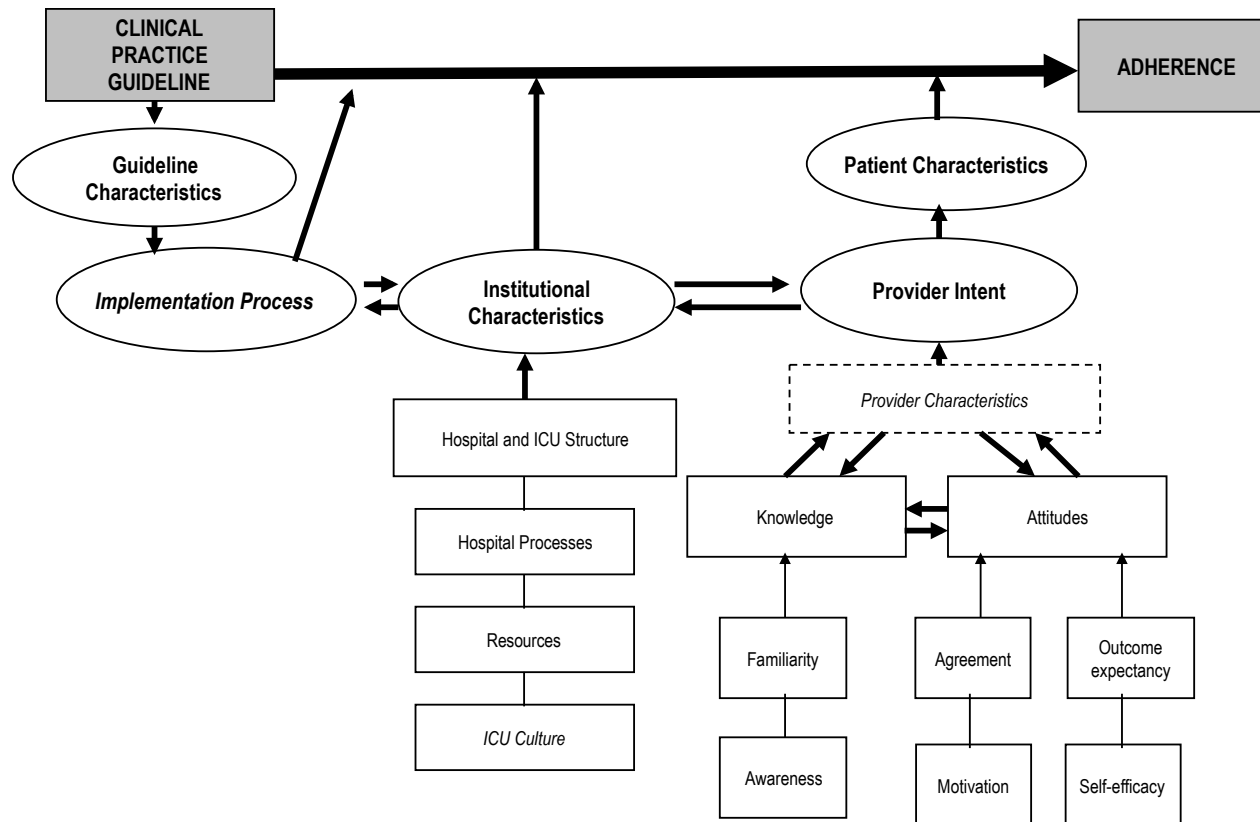 CLINICAL
PRACTICE
GUIDELINE
ADHERENCE
Guideline
Characteristics
Patient Characteristics
Implementation Process
Institutional
Characteristics
Provider Intent
Provider Characteristics
Hospital and ICU Structure
Knowledge
Attitudes
Hospital Processes
Resources
Familiarity
Agreement
Outcome
expectancy
ICU Culture
Awareness
Motivation
Self-efficacy